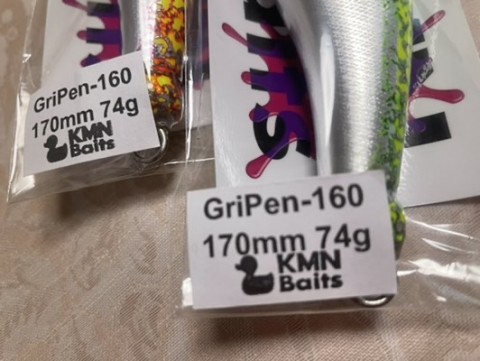 GriPen-160
170mm 74g
KMN
Baits
GriPen-160
170mm 74g
KMN
Baits